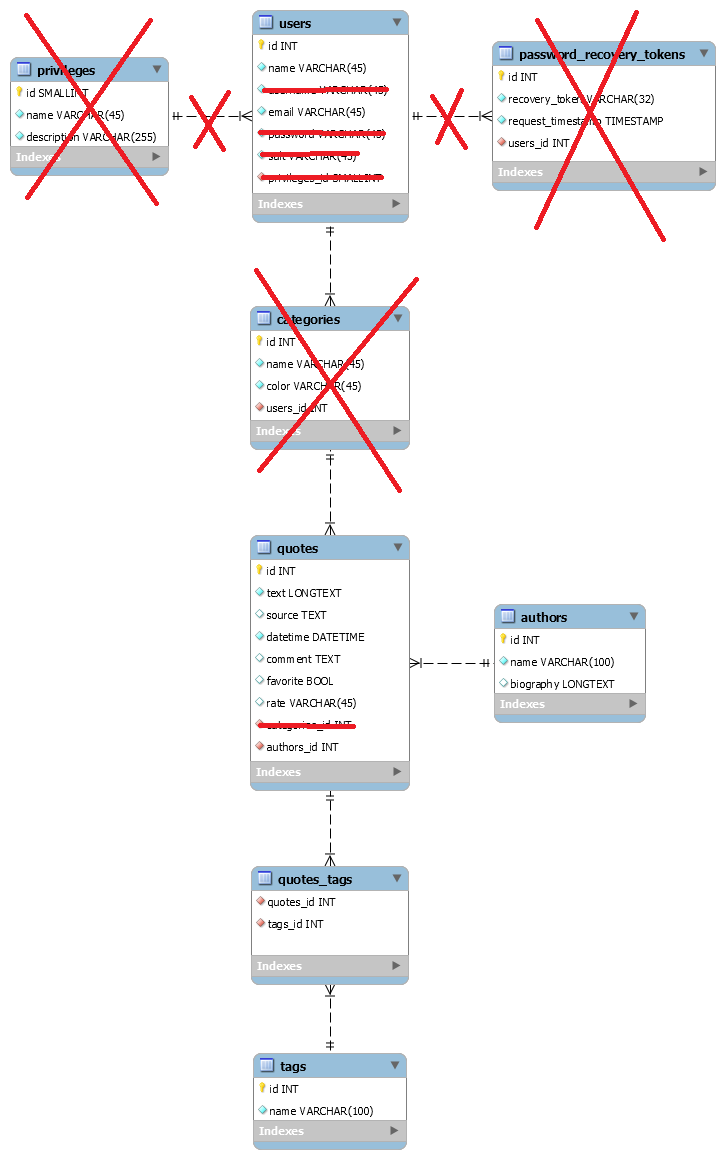 users
id INT
name VARCHAR(45)
username VARCHAR(45)
email VARCHAR(45)
password VARCHAR(45)
salt VARCHAR(45)
privileges_id SMALLINT
Indexes
privileges
id SMALLINT
name VARCHAR(45)
description VARCHAR(255)
Indexes
password_recovery_tokens
id INT
recovery_token VARCHAR(32)
request_timestamp TIMESTAMP
users_id INT
Indexes
categories
id INT
name VARCHAR(45)
color VARCHAR(45)
users_id INT
Indexes
quotes
id INT
text LONGTEXT
source TEXT
datetime DATETIME
comment TEXT
favorite BOOL
rate VARCHAR(45)
categories_id INT
authors_id INT
Indexes
authors
id INT
name VARCHAR(100)
biography LONGTEXT
Indexes
quotes_tags
quotes_id INT
tags_id INT
Indexes
tags
id INT
name VARCHAR(100)
Indexes